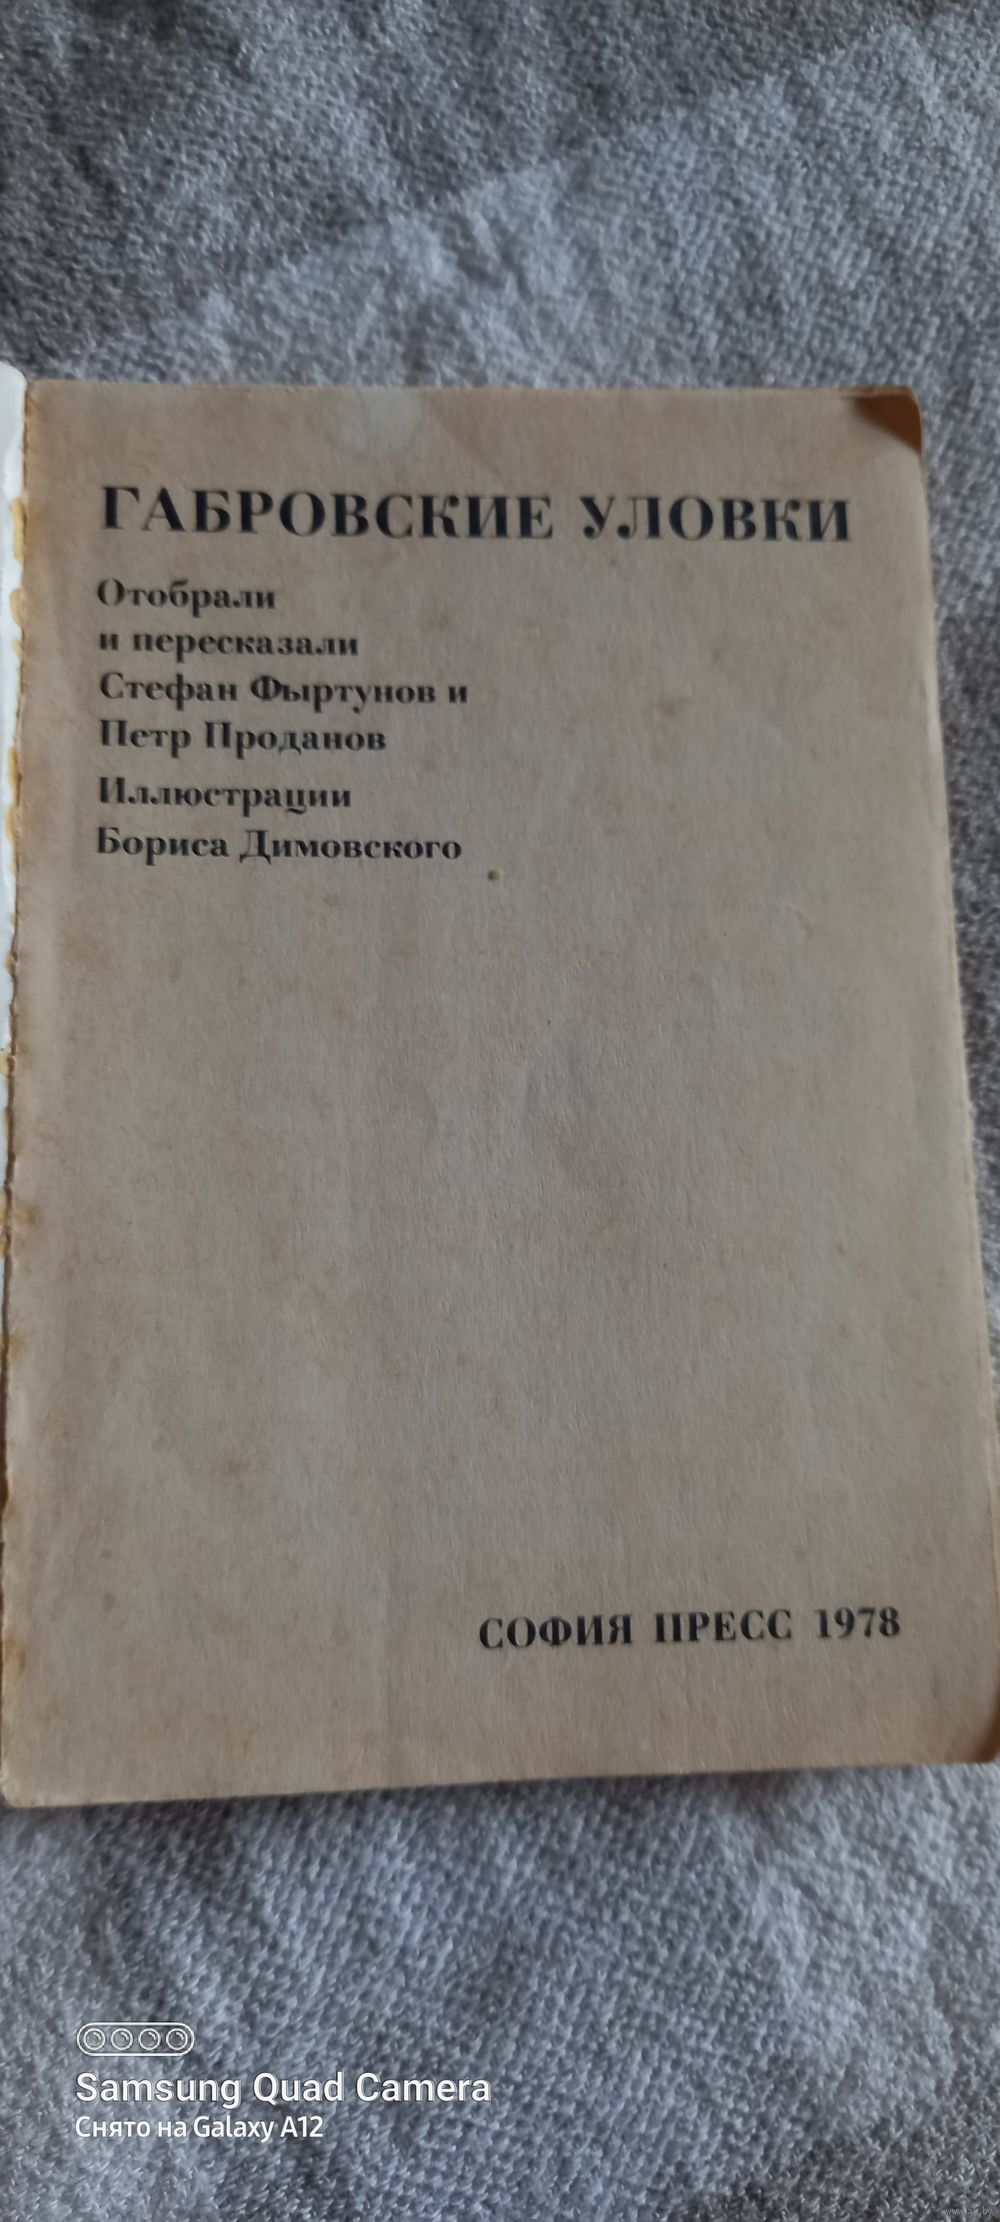 ГАБРОВСКИЕ УЛОВКИ
Отобрали
и пересказали
Стефан Фыртунов и
Петр Проданов
Иллюстрации
Бориса Димовского
СОФИЯ ПРЕСС 1978
Samsung Quad Camera
Снято на Galaxy A12